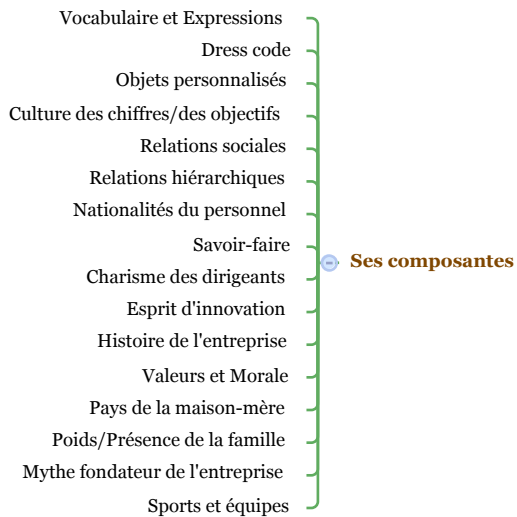 Vocabulaire et Expressions
Dress code
Objets personnalisés
Culture des chiffres/des objectifs
Relations sociales
Relations hiérarchiques
Nationalités du personnel
Savoir-faire
Ses composantes
Charisme des dirigeants
Esprit d'innovation
Histoire de l'entreprise
Valeurs et Morale
Pays de la maison-mère
Poids/Présence de la famille
Mythe fondateur de l'entreprise
Sports et équipes